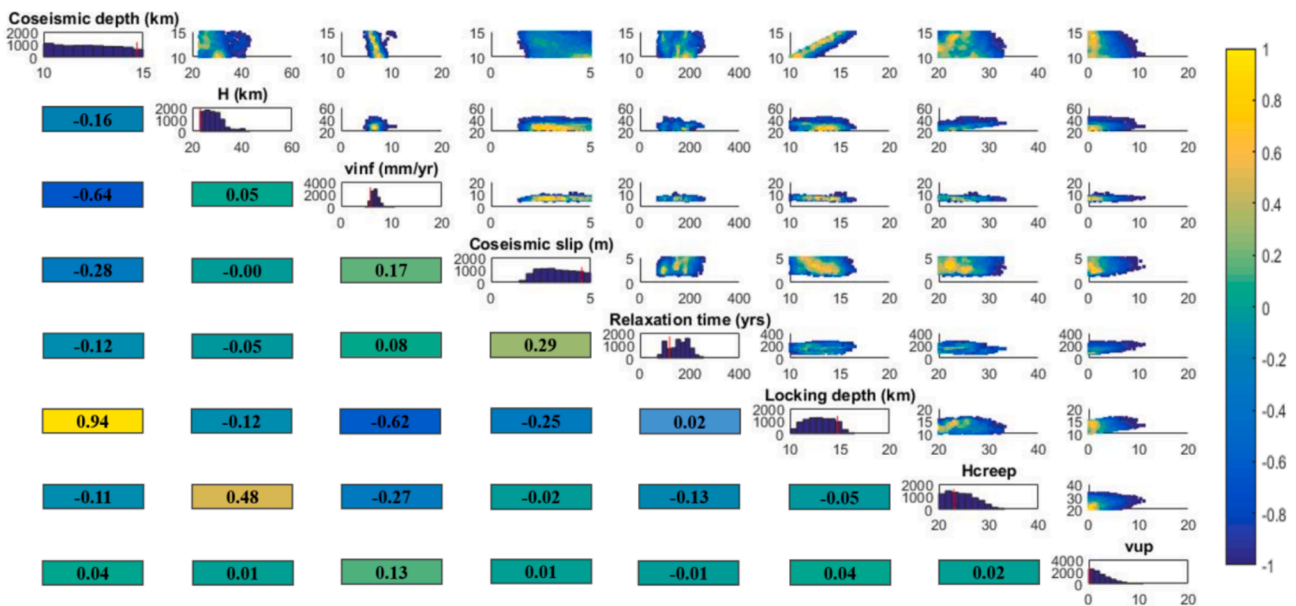 Coseismic depth (km)
2000
1000
0
10 15
15
10
20 40 60
15
10
0 10 20
15
10
0 5
15
10
0 200 400
15
10
10 15 20
15
10
20 30 40
15
10
0 10 20
H (km)
-0.16
2000
1000
0
20 40 60
60
40
20
0 10 20
60
40
20
0 5
60
40
20
0 200 400
60
40
20
10 15 20
60
40
20
20 30 40
60
40
20
0 10 20
vinf (mm/yr)
-0.64 0.05
4000
2000
0
0 10 20
20
10
0
0 5
20
10
0
0 200 400
20
10
0
10 15 20
20
10
0
20 30 40
20
10
0
0 10 20
Coseismic slip (m)
-0.28 -0.00 0.17
2000
1000
0
0 5
5
0
0 200 400
5
0
10 15 20
5
0
20 30 40
5
0
0 10 20
Relaxation time (yrs)
-0.12 -0.05 0.08 0.29
2000
1000
0
0 200 400
400
200
0
10 15 20
400
200
0
20 30 40
400
200
0
0 10 20
Locking depth (km)
0.94 -0.12 -0.62 -0.25 0.02
2000
1000
0
10 15 20
20
15
10
20 30 40
20
15
10
0 10 20
Hcreep
-0.11 0.48 -0.27 -0.02 -0.13 -0.05
2000
1000
0
20 30 40
40
30
20
0 10 20
vup
0.04 0.01 0.13 0.01 -0.01 0.04 0.02
4000
2000
0
0 10 20
1
0.8
0.6
0.4
0.2
0
-0.2
-0.4
-0.6
-0.8
-1